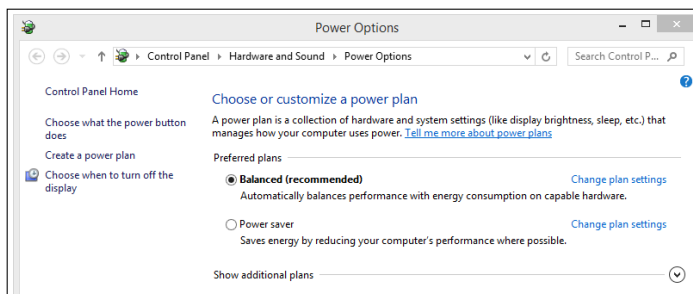 Power Options
Control Panel Hardware and Sound Power Options
Search Control P...
Control Panel Home
Choose what the power button
does
Create a power plan
Choose when to turn off the
display
Choose or customize a power plan
A power plan is a collection of hardware and system settings (like display brightness, sleep, etc.) that
manages how your computer uses power. Tell me more about power plans
Preferred plans
Balanced (recommended) Change plan settings
Automatically balances performance with energy consumption on capable hardware.
Power saver Change plan settings
Saves energy by reducing your computer's performance where possible.
Show additional plans